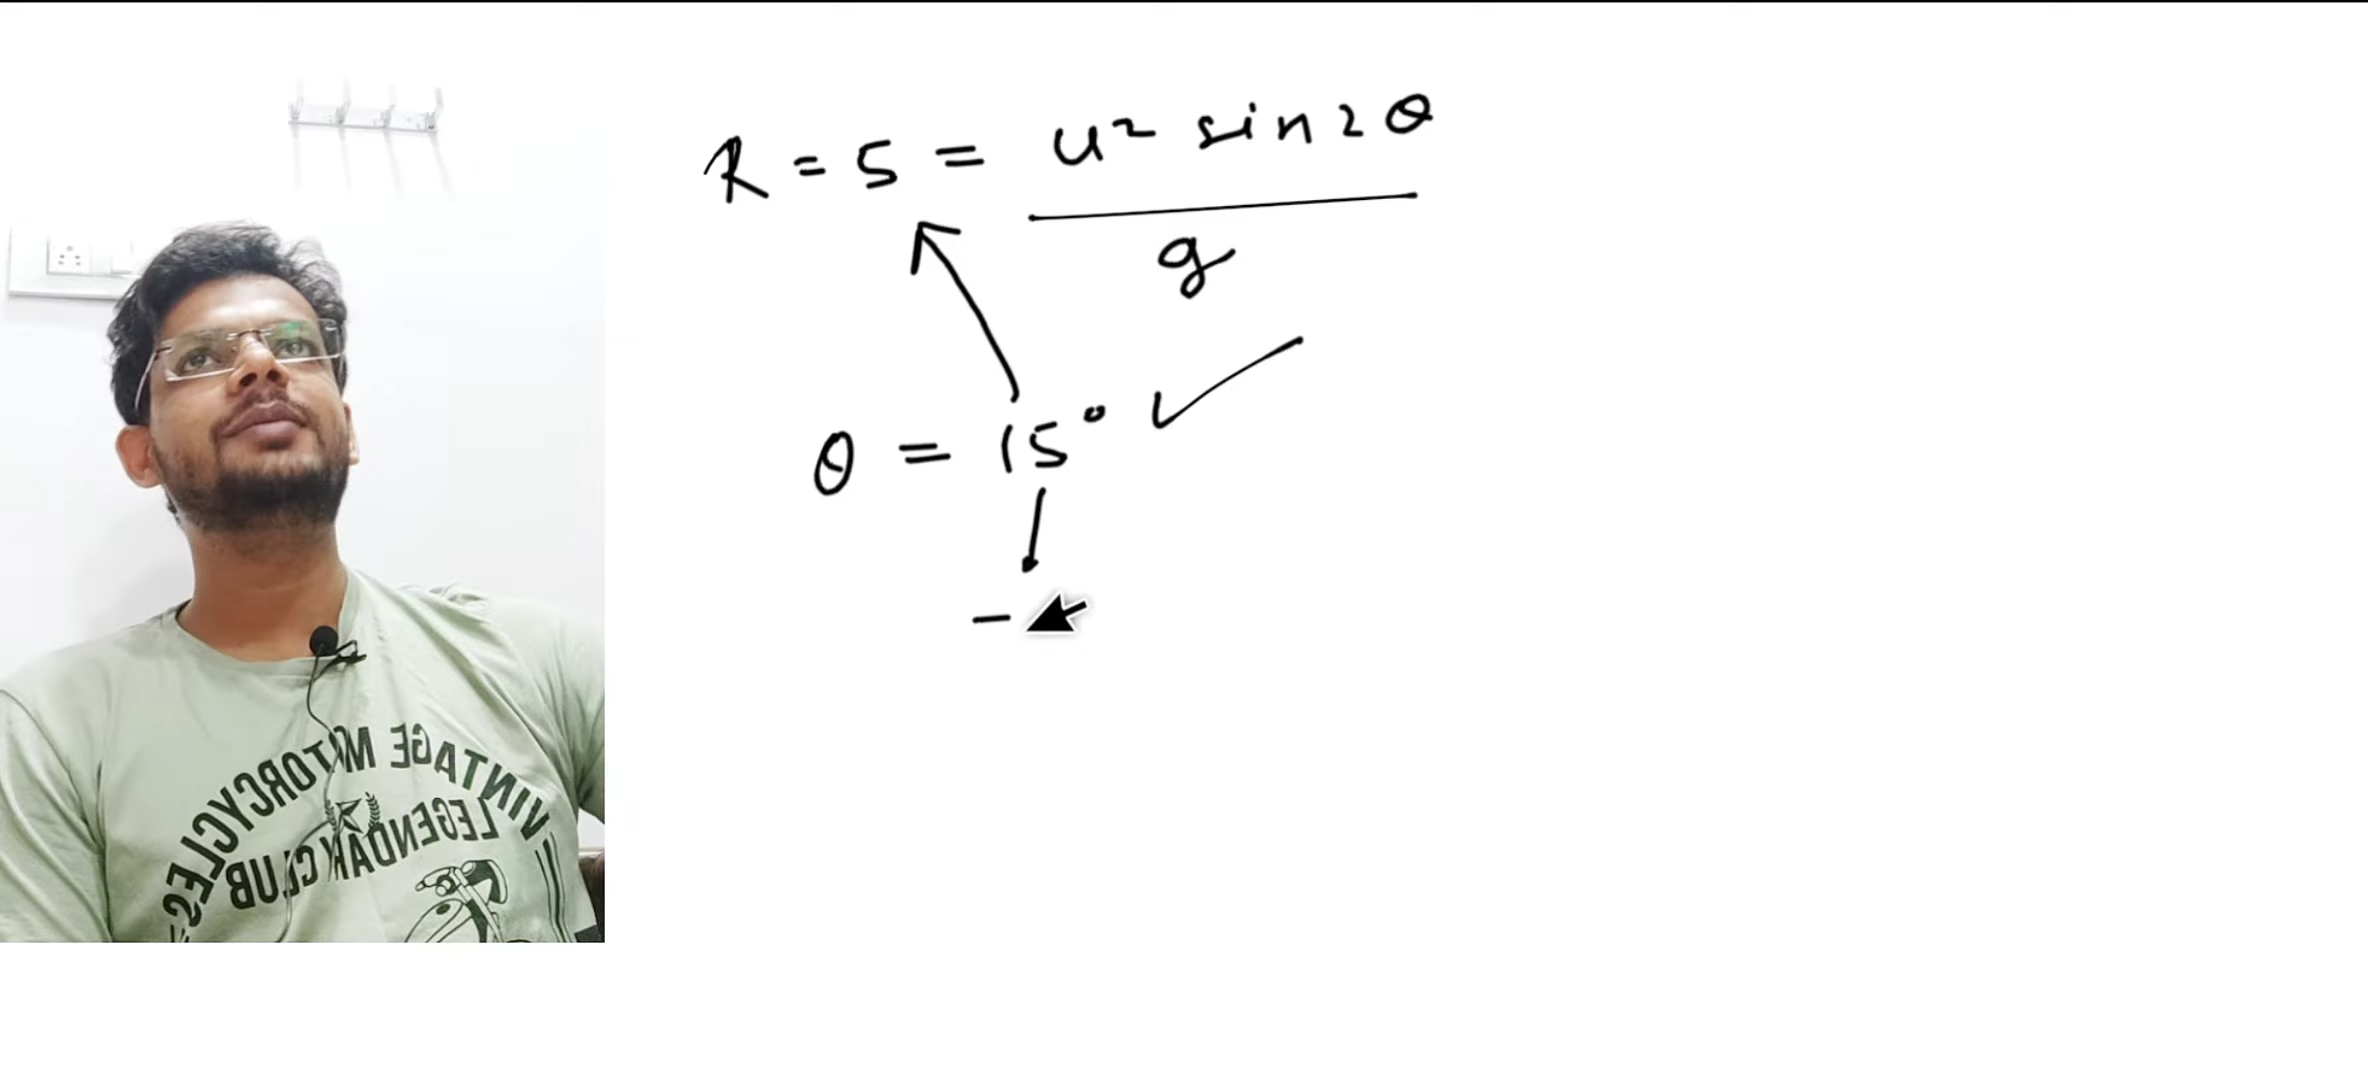 R = 5 = u² sin 2θ
g
θ = 15° ✓
-
VINTAGE MOTORCYCLES
LEGENDARY CLUB